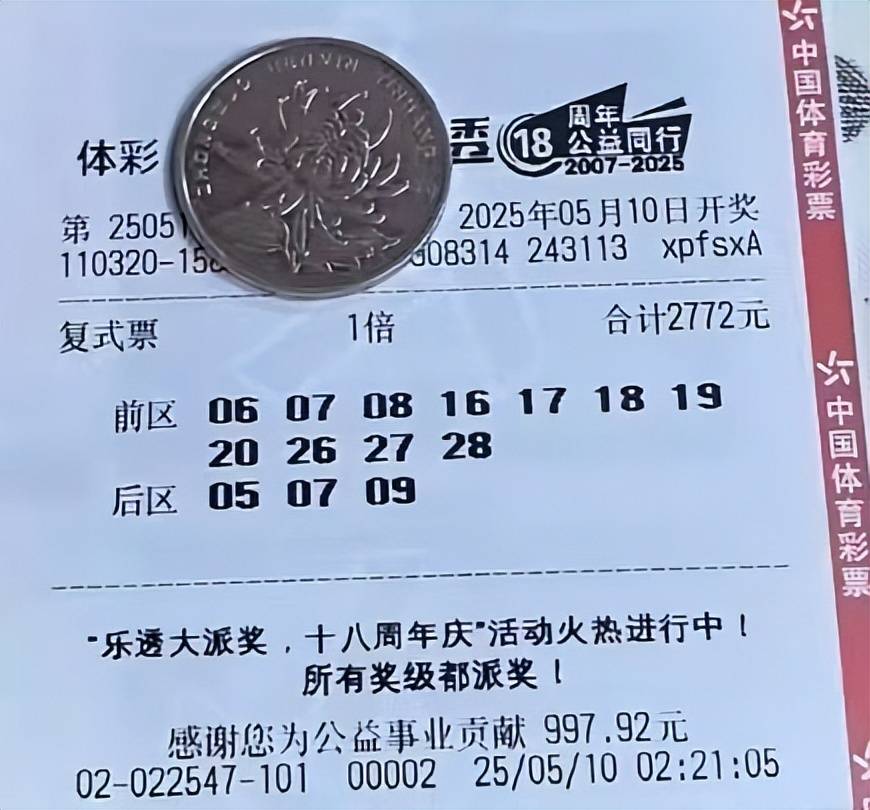 体彩 秀 18 周年
公益同行
2007-2025
第 2505 2025年05月10日开奖
110320-15 08314 243113 xpfsxA
复式票 1倍 合计2772元
前区 06 07 08 16 17 18 19
20 26 27 28
后区 05 07 09
“乐透大派奖，十八周年庆”活动火热进行中！
所有奖级都派奖！
感谢您为公益事业贡献 997.92元
02-022547-101 00002 25/05/10 02:21:05
中国体育彩票
中国体育彩票